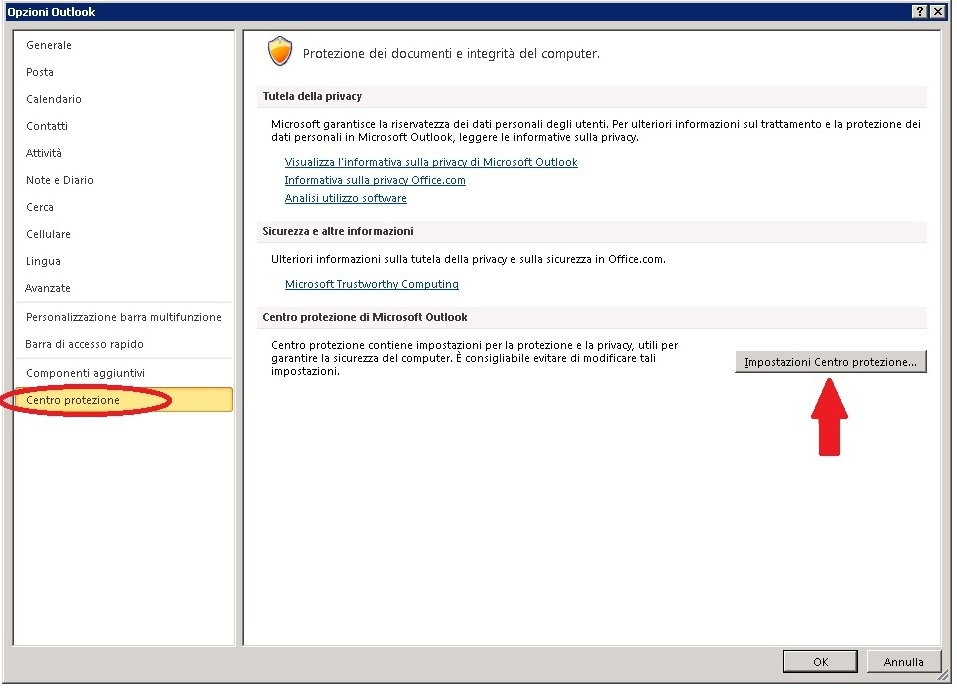 Opzioni Outlook
Generale
Posta
Calendario
Contatti
Attività
Note e Diario
Cerca
Cellulare
Lingua
Avanzate
Personalizzazione barra multifunzione
Barra di accesso rapido
Componenti aggiuntivi
Centro protezione
Protezione dei documenti e integrità del computer.
Tutela della privacy
Microsoft garantisce la riservatezza dei dati personali degli utenti. Per ulteriori informazioni sul trattamento e la protezione dei
dati personali in Microsoft Outlook, leggere le informative sulla privacy.
Visualizza l'informativa sulla privacy di Microsoft Outlook
Informativa sulla privacy Office.com
Analisi utilizzo software
Sicurezza e altre informazioni
Ulteriori informazioni sulla tutela della privacy e sulla sicurezza in Office.com.
Microsoft Trustworthy Computing
Centro protezione di Microsoft Outlook
Centro protezione contiene impostazioni per la protezione e la privacy, utili per
garantire la sicurezza del computer. È consigliabile evitare di modificare tali
impostazioni.
Impostazioni Centro protezione...
OK
Annulla